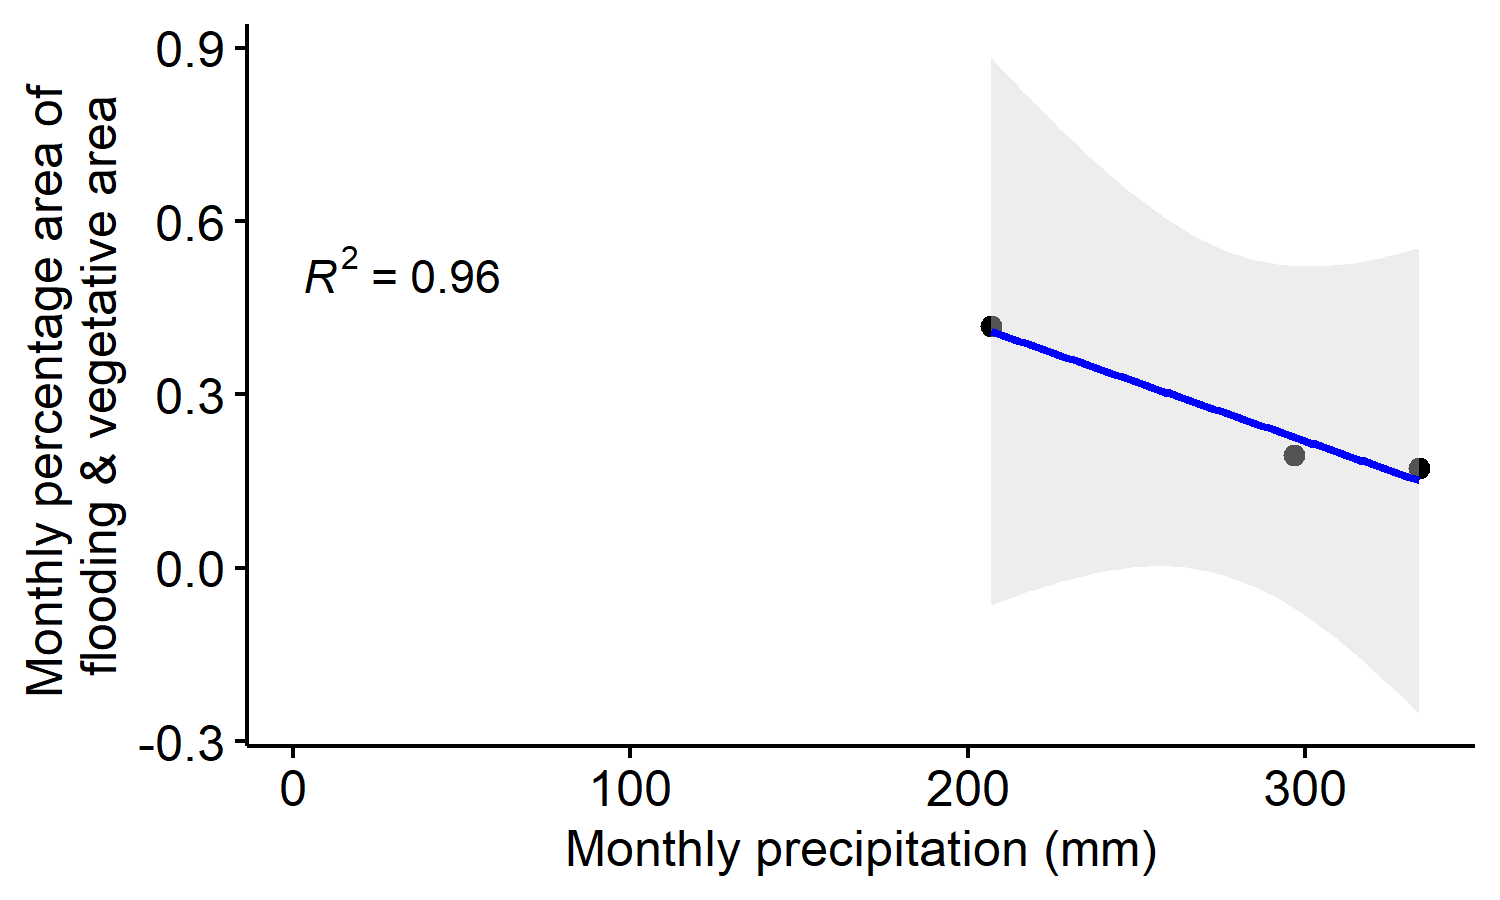 Monthly percentage area of
flooding & vegetative area
0.9
0.6
0.3
0.0
-0.3
R² = 0.96
0
100
200
300
Monthly precipitation (mm)